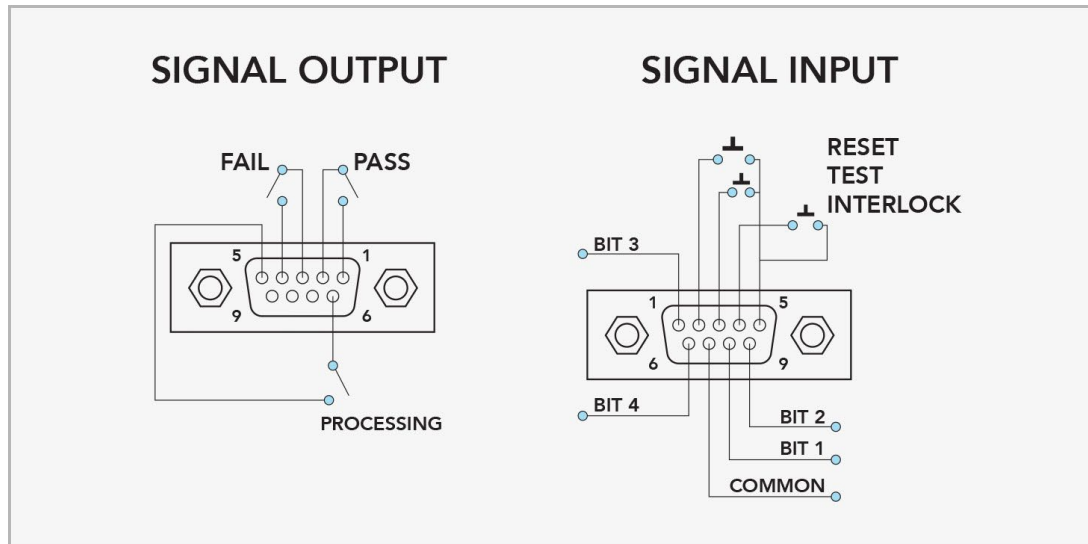 SIGNAL OUTPUT
FAIL
PASS
5
1
9
6
PROCESSING
SIGNAL INPUT
RESET
TEST
INTERLOCK
BIT 3
1
5
6
9
BIT 4
BIT 2
BIT 1
COMMON